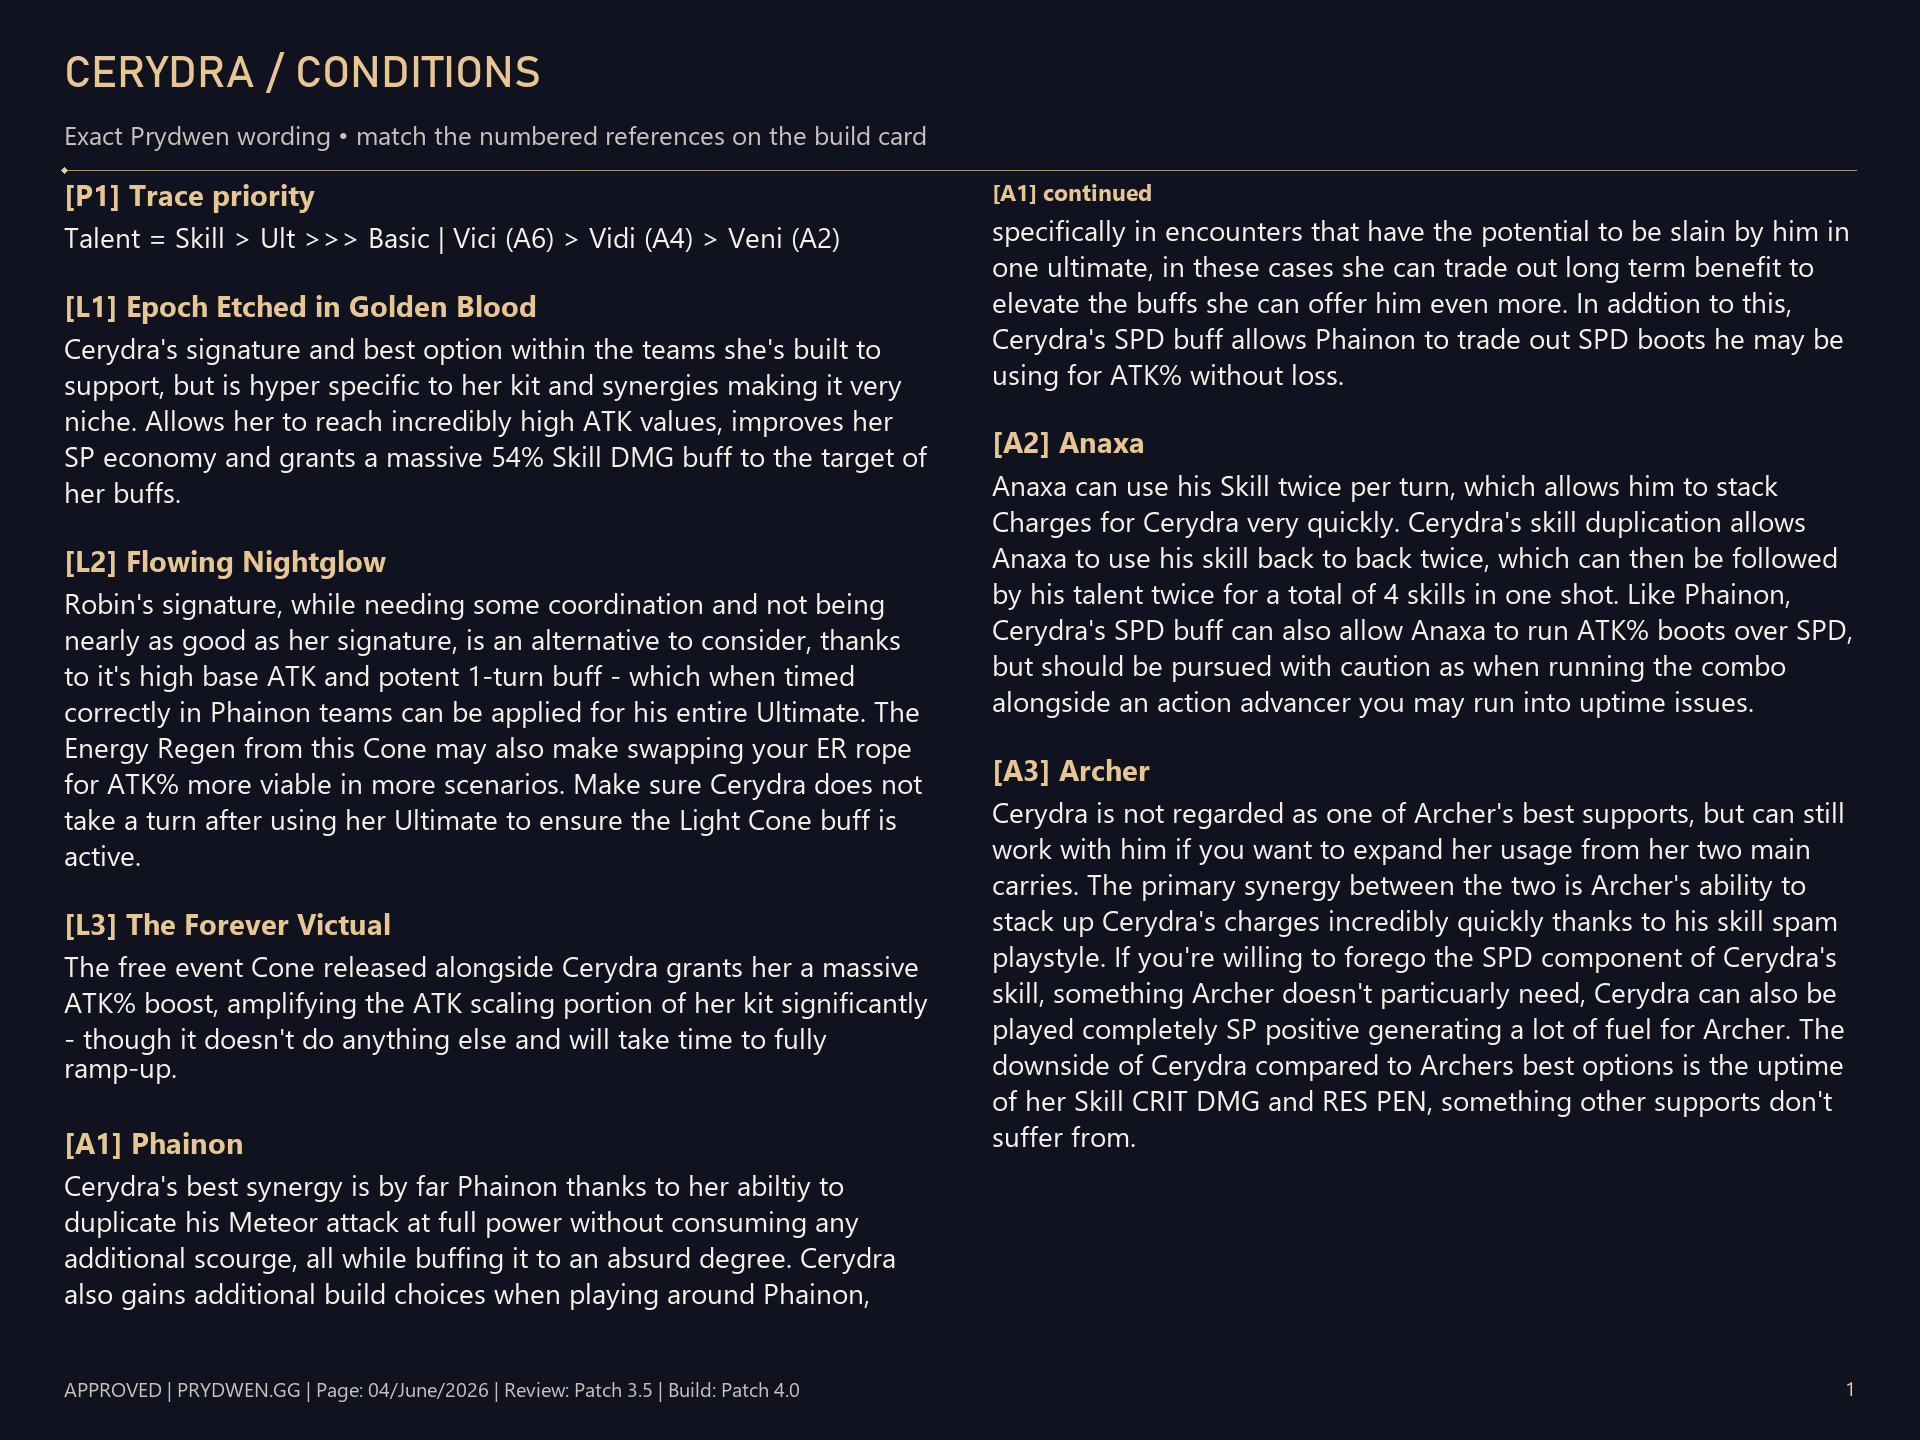 CERYDRA / CONDITIONS
Exact Prydwen wording • match the numbered references on the build card
[P1] Trace priority
Talent = Skill > Ult >>> Basic | Vici (A6) > Vidi (A4) > Veni (A2)
[L1] Epoch Etched in Golden Blood
Cerydra's signature and best option within the teams she's built to
support, but is hyper specific to her kit and synergies making it very
niche. Allows her to reach incredibly high ATK values, improves her
SP economy and grants a massive 54% Skill DMG buff to the target of
her buffs.
[L2] Flowing Nightglow
Robin's signature, while needing some coordination and not being
nearly as good as her signature, is an alternative to consider, thanks
to it's high base ATK and potent 1-turn buff - which when timed
correctly in Phainon teams can be applied for his entire Ultimate. The
Energy Regen from this Cone may also make swapping your ER rope
for ATK% more viable in more scenarios. Make sure Cerydra does not
take a turn after using her Ultimate to ensure the Light Cone buff is
active.
[L3] The Forever Victual
The free event Cone released alongside Cerydra grants her a massive
ATK% boost, amplifying the ATK scaling portion of her kit significantly
- though it doesn't do anything else and will take time to fully
ramp-up.
[A1] Phainon
Cerydra's best synergy is by far Phainon thanks to her abiltiy to
duplicate his Meteor attack at full power without consuming any
additional scourge, all while buffing it to an absurd degree. Cerydra
also gains additional build choices when playing around Phainon,
[A1] continued
specifically in encounters that have the potential to be slain by him in
one ultimate, in these cases she can trade out long term benefit to
elevate the buffs she can offer him even more. In addtion to this,
Cerydra's SPD buff allows Phainon to trade out SPD boots he may be
using for ATK% without loss.
[A2] Anaxa
Anaxa can use his Skill twice per turn, which allows him to stack
Charges for Cerydra very quickly. Cerydra's skill duplication allows
Anaxa to use his skill back to back twice, which can then be followed
by his talent twice for a total of 4 skills in one shot. Like Phainon,
Cerydra's SPD buff can also allow Anaxa to run ATK% boots over SPD,
but should be pursued with caution as when running the combo
alongside an action advancer you may run into uptime issues.
[A3] Archer
Cerydra is not regarded as one of Archer's best supports, but can still
work with him if you want to expand her usage from her two main
carries. The primary synergy between the two is Archer's ability to
stack up Cerydra's charges incredibly quickly thanks to his skill spam
playstyle. If you're willing to forego the SPD component of Cerydra's
skill, something Archer doesn't particuarly need, Cerydra can also be
played completely SP positive generating a lot of fuel for Archer. The
downside of Cerydra compared to Archers best options is the uptime
of her Skill CRIT DMG and RES PEN, something other supports don't
suffer from.
APPROVED | PRYDWEN.GG | Page: 04/June/2026 | Review: Patch 3.5 | Build: Patch 4.0
1